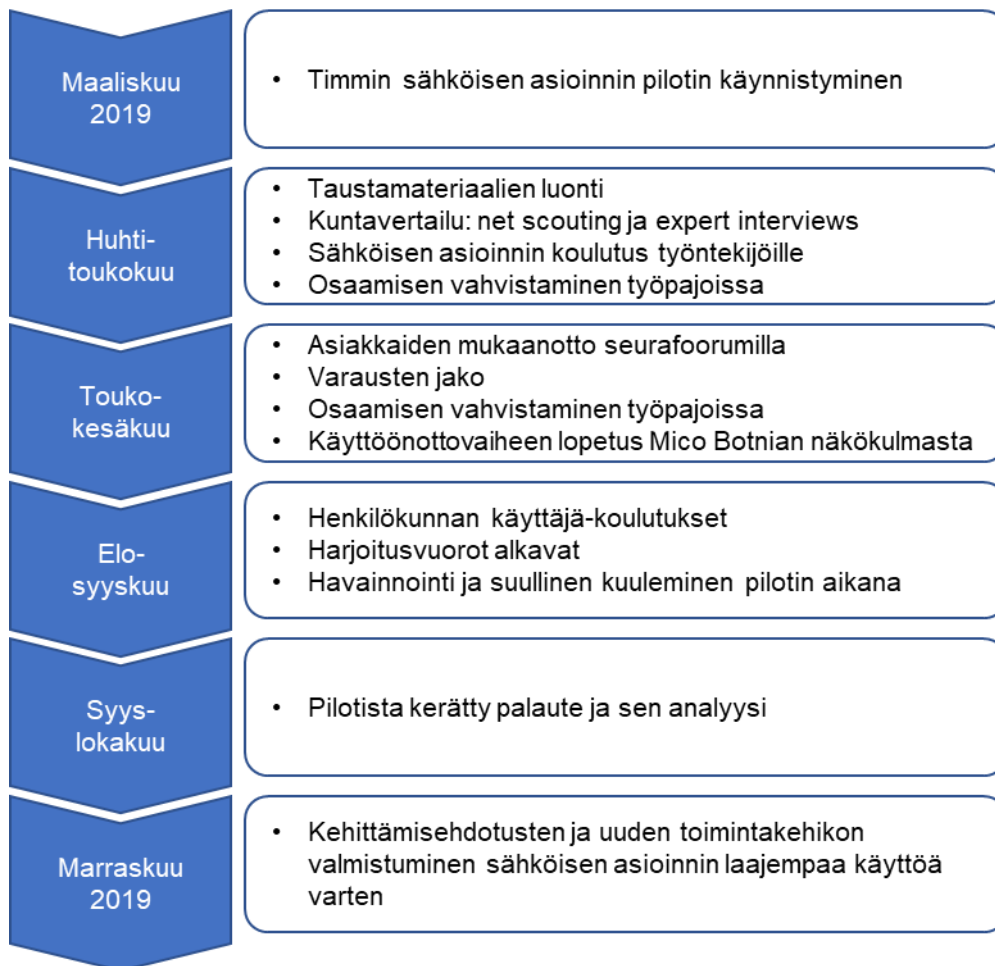 Maaliskuu
2019
• Timmin sähköisen asioinnin pilotin käynnistyminen
Huhti-
toukokuu
• Taustamateriaalien luonti
• Kuntavertailu: net scouting ja expert interviews
• Sähköisen asioinnin koulutus työntekijöille
• Osaamisen vahvistaminen työpajoissa
Touko-
kesäkuu
• Asiakkaiden mukaanotto seurafoorumilla
• Varausten jako
• Osaamisen vahvistaminen työpajoissa
• Käyttöönottovaiheen lopetus Mico Botnian näkökulmasta
Elo-
syyskuu
• Henkilökunnan käyttäjä-koulutukset
• Harjoitusvuorot alkavat
• Havainnointi ja suullinen kuuleminen pilotin aikana
Syys-
lokakuu
• Pilotista kerätty palaute ja sen analyysi
Marraskuu
2019
• Kehittämisehdotusten ja uuden toimintakehikon
valmistuminen sähköisen asioinnin laajempaa käyttöä
varten